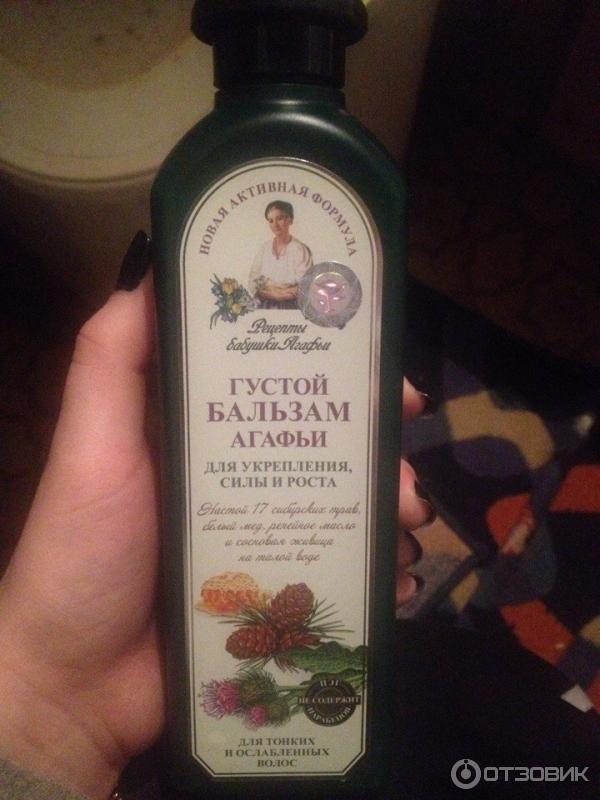 НОВАЯ АКТИВНАЯ ФОРМУЛА
Рецепты
бабушки Агафьи
ГУСТОЙ
БАЛЬЗАМ
АГАФЬИ
ДЛЯ УКРЕПЛЕНИЯ,
СИЛЫ И РОСТА
Настой 17 сибирских трав,
белый мед, репейное масло
и сосновая живица
на талой воде
ПЭГ
НЕ СОДЕРЖИТ
ПАРАБЕНОВ
ДЛЯ ТОНКИХ
И ОСЛАБЛЕННЫХ
ВОЛОС
ОТЗОВИК